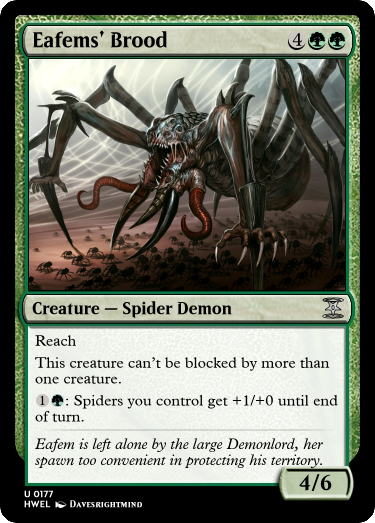 Eafems' Brood 4
Creature — Spider Demon
Reach
This creature can't be blocked by more than
one creature.
1 : Spiders you control get +1/+0 until end
of turn.
Eafem is left alone by the large Demonlord, her
spawn too convenient in protecting his territory.
4/6
U 0177
HWEL DAVESRIGHTMIND